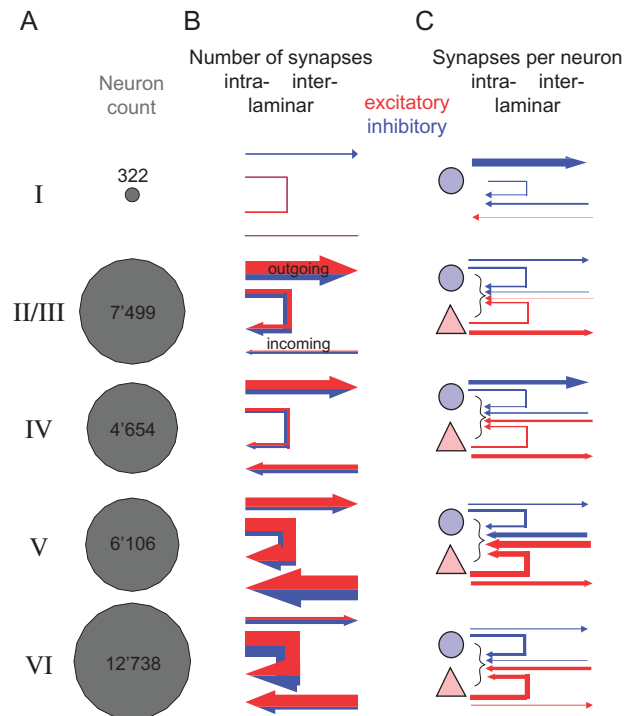 A
B
C
Neuron
count
Number of synapses
intra- inter-
laminar
excitatory
inhibitory
Synapses per neuron
intra- inter-
laminar
I
322
II/III
7'499
outgoing
incoming
IV
4'654
V
6'106
VI
12'738